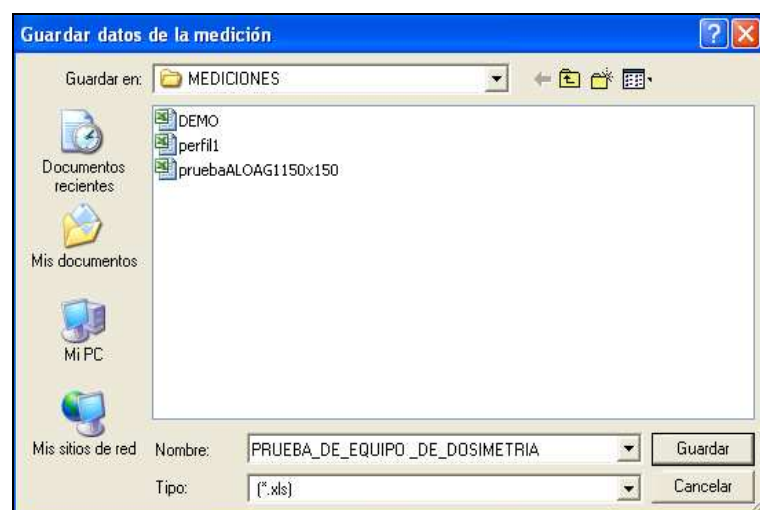 Guardar datos de la medición
Guardar en:
MEDICIONES
DEMO
perfil1
pruebaALOAG1150x150
Documentos
recientes
Mis documentos
Mi PC
Mis sitios de red
Nombre:
PRUEBA_DE_EQUIPO _DE_DOSIMETRIA
Guardar
Tipo:
(*.xls)
Cancelar